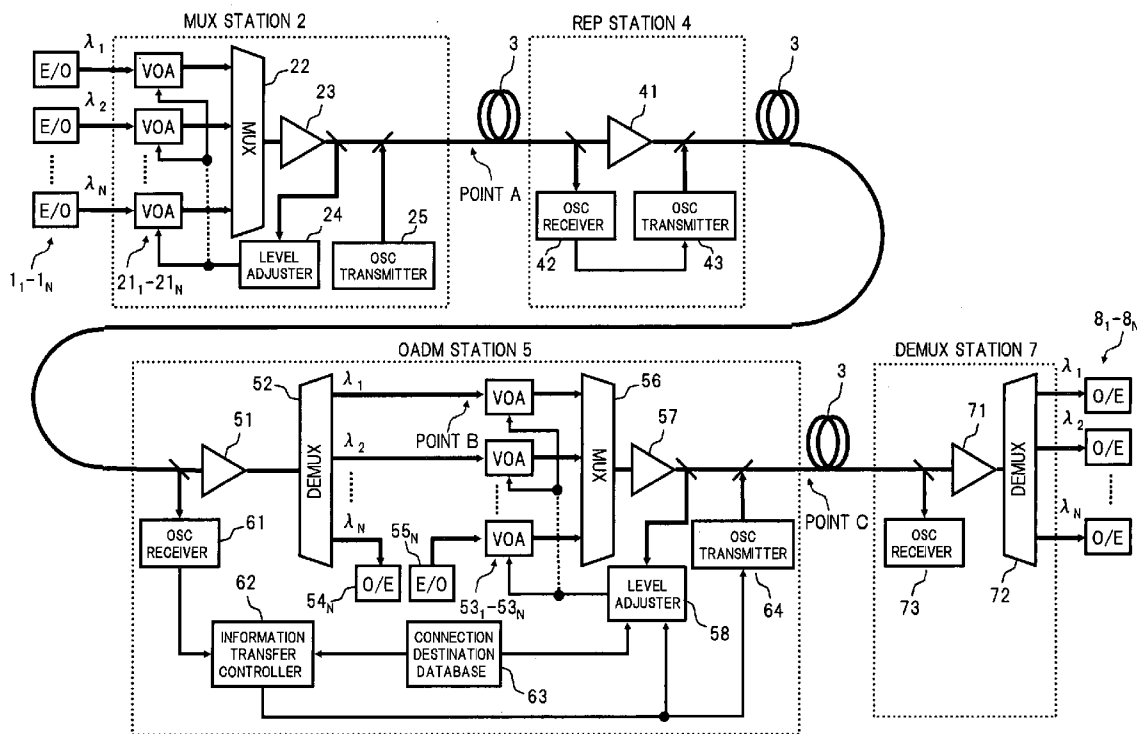 MUX STATION 2
REP STATION 4
λ1
E/O
VOA
22
MUX
23
3
41
3
λ2
E/O
VOA
POINT A
λN
E/O
VOA
24
25
LEVEL
ADJUSTER
OSC
TRANSMITTER
OSC
RECEIVER
OSC
TRANSMITTER
42
43
1₁-1N
21₁-21N
OADM STATION 5
DEMUX STATION 7
8₁-8N
52
λ1
VOA
56
3
λ1
O/E
51
DEMUX
POINT B
MUX
57
71
λ2
O/E
λ2
VOA
DEMUX
61
OSC
RECEIVER
λN
55N
VOA
OSC
TRANSMITTER
POINT C
OSC
RECEIVER
λN
O/E
O/E
E/O
54N
53₁-53N
LEVEL
ADJUSTER
64
58
73
72
62
INFORMATION
TRANSFER
CONTROLLER
CONNECTION
DESTINATION
DATABASE
63